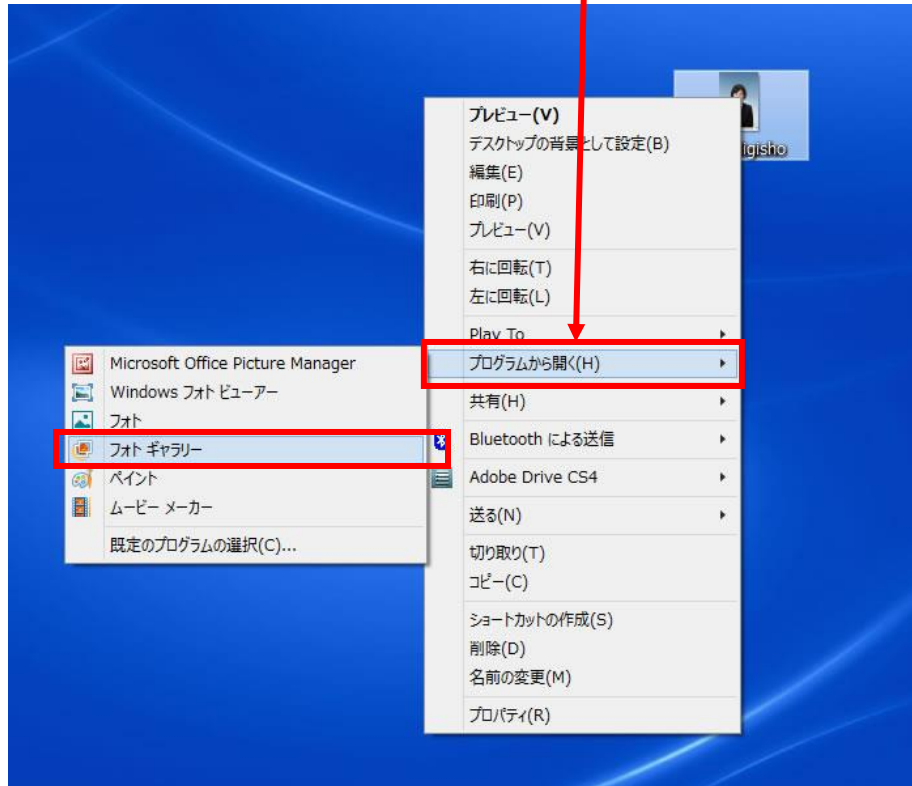 プレビュー(V)
デスクトップの背景として設定(B)
igisho
編集(E)
印刷(P)
プレビュー(V)
右に回転(T)
左に回転(L)
Play To
プログラムから開く(H)
共有(H)
Bluetooth による送信
Adobe Drive CS4
送る(N)
切り取り(T)
コピー(C)
ショートカットの作成(S)
削除(D)
名前の変更(M)
プロパティ(R)
Microsoft Office Picture Manager
Windows フォト ビューアー
フォト
フォト ギャラリー
ペイント
ムービー メーカー
既定のプログラムの選択(C)...